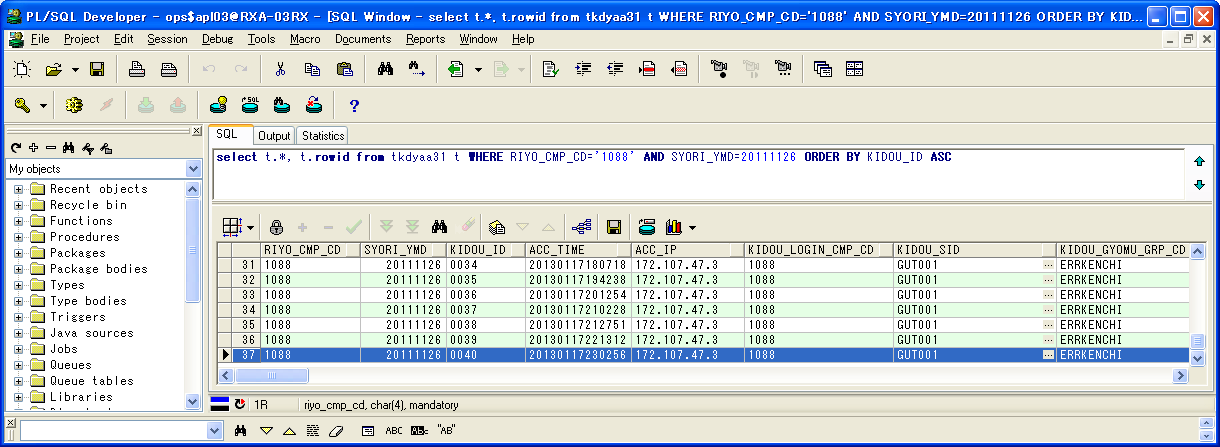 PL/SQL Developer - ops$apl03@RXA-03RX - [SQL Window - select t.*, t.rowid from tkdyaa31 t WHERE RIYO_CMP_CD='1088' AND SYORI_YMD=20111126 ORDER BY KID...
File Project Edit Session Debug Tools Macro Documents Reports Window Help
SQL Output Statistics
select t.*, t.rowid from tkdyaa31 t WHERE RIYO_CMP_CD='1088' AND SYORI_YMD=20111126 ORDER BY KIDOU_ID ASC
My objects
Recent objects
Recycle bin
Functions
Procedures
Packages
Package bodies
Types
Type bodies
Triggers
Java sources
Jobs
Queues
Queue tables
Libraries
RIYO_CMP_CD SYORI_YMD KIDOU_ID ACC_TIME ACC_IP KIDOU_LOGIN_CMP_CD KIDOU_SID KIDOU_GYOMU_GRP_CD
31 1088 20111126 0034 20130117180718 172.107.47.3 1088 GUT001 ... ERRKENCHI
32 1088 20111126 0035 20130117194238 172.107.47.3 1088 GUT001 ... ERRKENCHI
33 1088 20111126 0036 20130117201254 172.107.47.3 1088 GUT001 ... ERRKENCHI
34 1088 20111126 0037 20130117210228 172.107.47.3 1088 GUT001 ... ERRKENCHI
35 1088 20111126 0038 20130117212751 172.107.47.3 1088 GUT001 ... ERRKENCHI
36 1088 20111126 0039 20130117221312 172.107.47.3 1088 GUT001 ... ERRKENCHI
37 1088 20111126 0040 20130117230256 172.107.47.3 1088 GUT001 ... ERRKENCHI
1R riyo_cmp_cd, char(4), mandatory
ABC "AB"